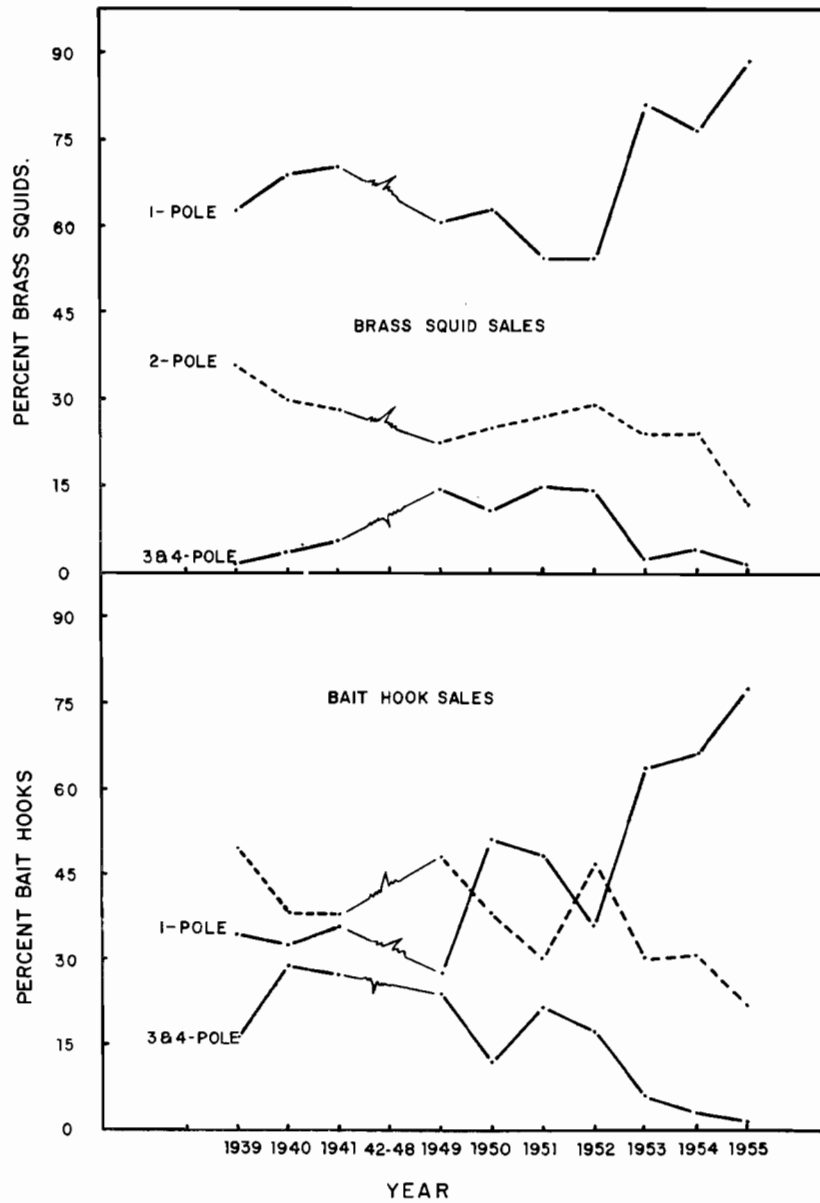 PERCENT BRASS SQUIDS.
90
75
60
45
30
15
0
1-POLE
BRASS SQUID SALES
2-POLE
3&4-POLE
PERCENT BAIT HOOKS
90
75
60
45
30
15
0
BAIT HOOK SALES
1-POLE
3&4-POLE
1939 1940 1941 42-48 1949 1950 1951 1952 1953 1954 1955
YEAR